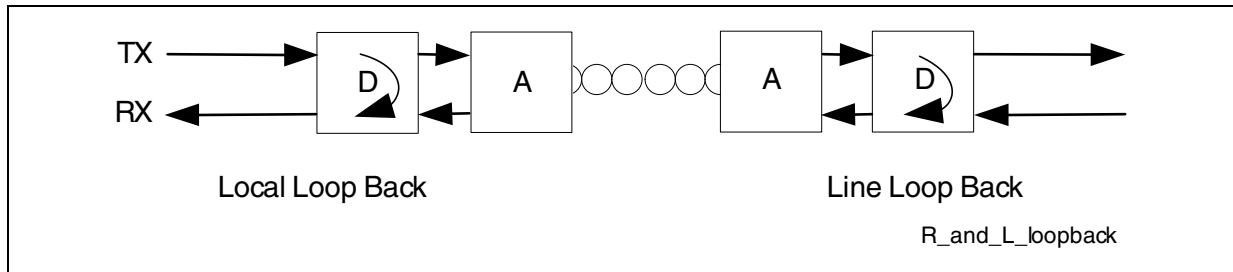 TX
D
A
A
D
RX
Local Loop Back
Line Loop Back
R_and_L_loopback